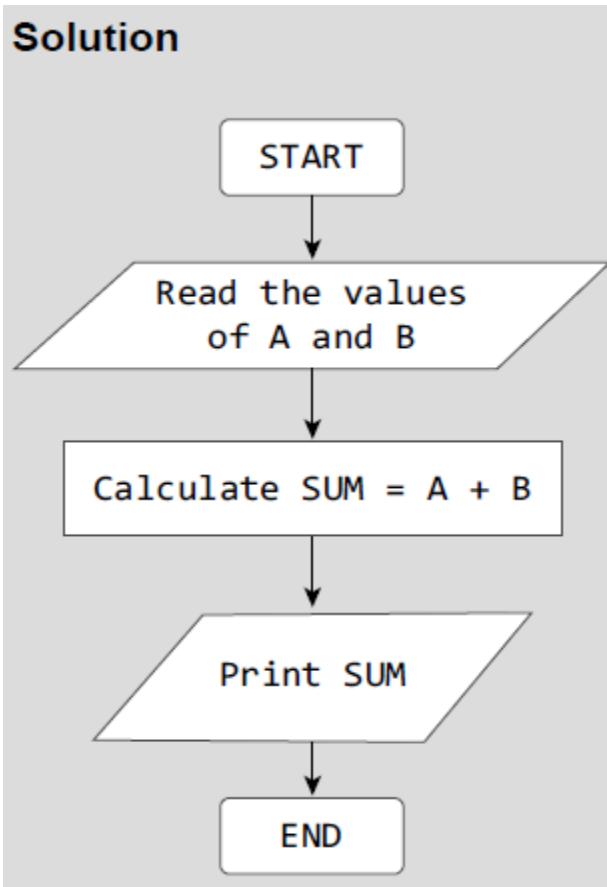 Solution
START
Read the values
of A and B
Calculate SUM = A + B
Print SUM
END